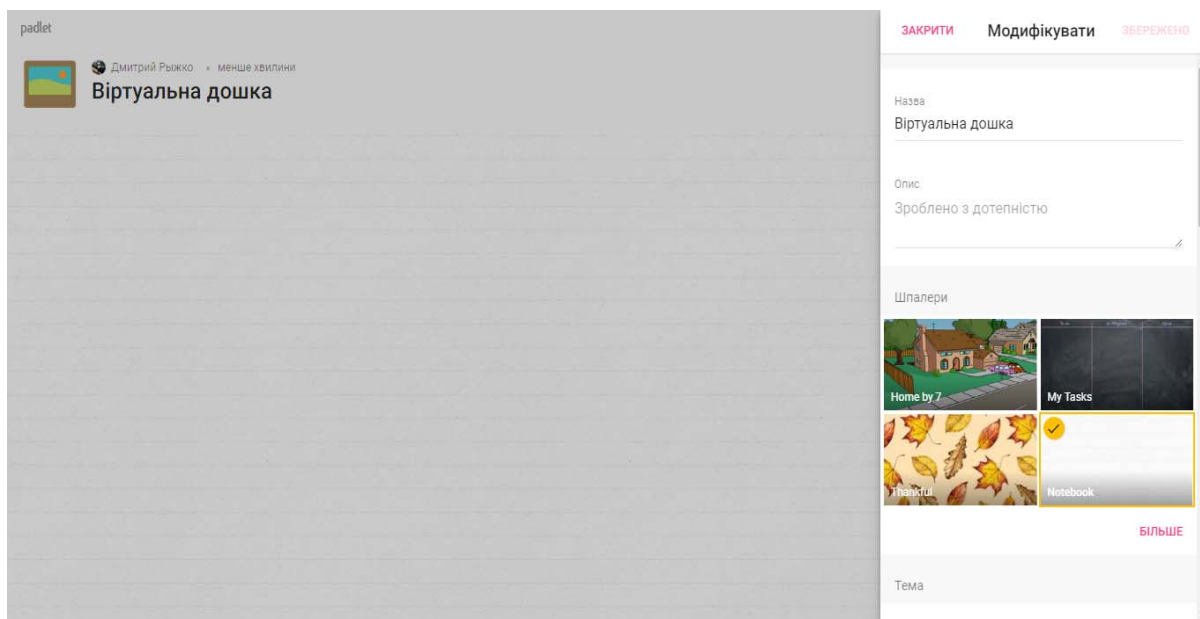 padlet
Дмитрий Рыжко • менше хвилини
Віртуальна дошка
ЗАКРИТИ Модифікувати ЗБЕРЕЖЕНО
Назва
Віртуальна дошка
Опис
Зроблено з дотепністю
Шпалери
Home by 7
My Tasks
Thankful
Notebook
БІЛЬШЕ
Тема